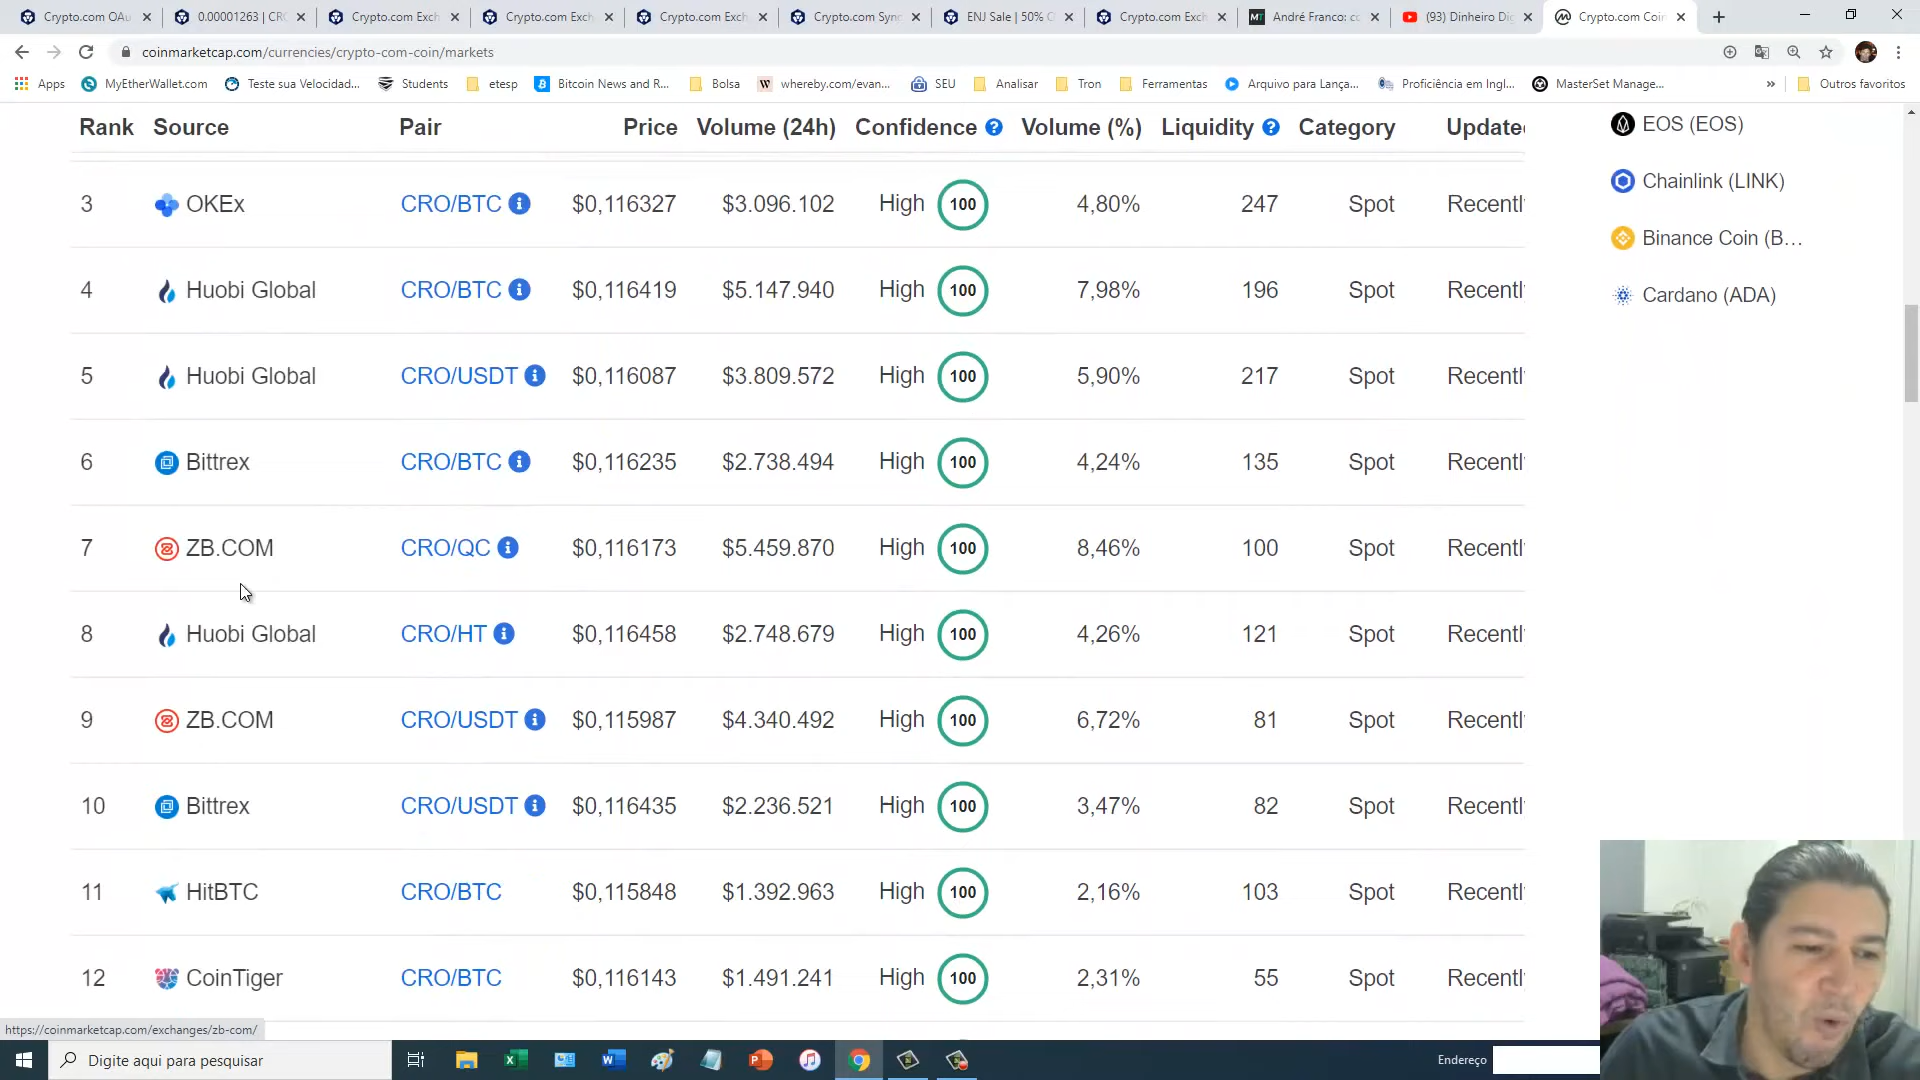 Crypto.com OAu
0.00001263 | CR
Crypto.com Exch
Crypto.com Exc
Crypto.com Exch
Crypto.com Syn
ENJ Sale | 50% C
Crypto.com Exch
André Franco: c
(93) Dinheiro Di
Crypto.com Coin
coinmarketcap.com/currencies/crypto-com-coin/markets
Apps
MyEtherWallet.com
Teste sua Velocidad...
Students
etesp
Bitcoin News and R...
Bolsa
whereby.com/evan...
SEU
Analisar
Tron
Ferramentas
Arquivo para Lança...
Proficiência em Ingl...
MasterSet Manage...
»
Outros favoritos
Rank Source Pair Price Volume (24h) Confidence Volume (%) Liquidity Category Update
3 OKEx CRO/BTC $0,116327 $3.096.102 High 100 4,80% 247 Spot Recentl
4 Huobi Global CRO/BTC $0,116419 $5.147.940 High 100 7,98% 196 Spot Recentl
5 Huobi Global CRO/USDT $0,116087 $3.809.572 High 100 5,90% 217 Spot Recentl
6 Bittrex CRO/BTC $0,116235 $2.738.494 High 100 4,24% 135 Spot Recentl
7 ZB.COM CRO/QC $0,116173 $5.459.870 High 100 8,46% 100 Spot Recentl
8 Huobi Global CRO/HT $0,116458 $2.748.679 High 100 4,26% 121 Spot Recentl
9 ZB.COM CRO/USDT $0,115987 $4.340.492 High 100 6,72% 81 Spot Recentl
10 Bittrex CRO/USDT $0,116435 $2.236.521 High 100 3,47% 82 Spot Recentl
11 HitBTC CRO/BTC $0,115848 $1.392.963 High 100 2,16% 103 Spot Recentl
12 CoinTiger CRO/BTC $0,116143 $1.491.241 High 100 2,31% 55 Spot Recentl
EOS (EOS)
Chainlink (LINK)
Binance Coin (B...
Cardano (ADA)
https://coinmarketcap.com/exchanges/zb-com/
Digite aqui para pesquisar
Endereço